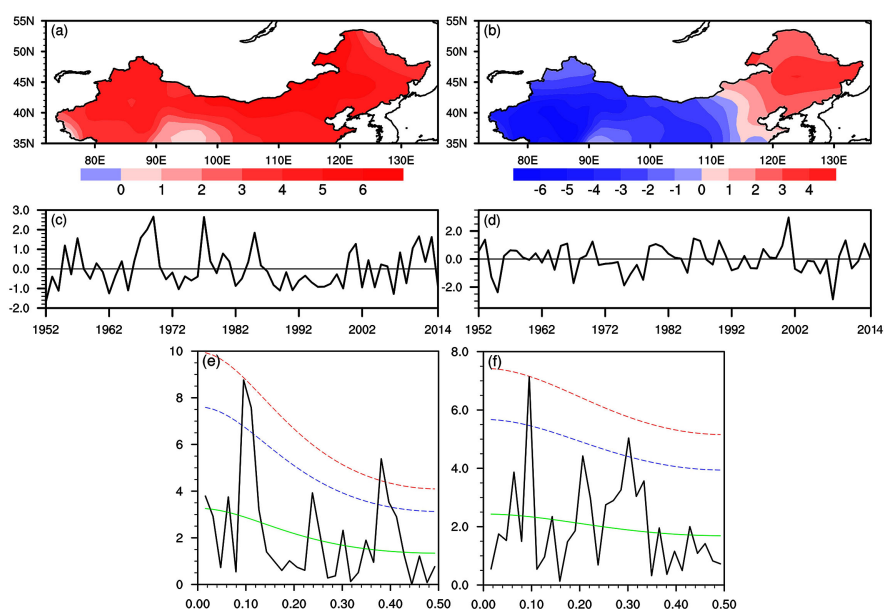 55N (a)
50N
45N
40N
35N
80E 90E 100E 110E 120E 130E
0 1 2 3 4 5 6
55N (b)
50N
45N
40N
35N
80E 90E 100E 110E 120E 130E
-6 -5 -4 -3 -2 -1 0 1 2 3 4
3.0 (c)
2.0
1.0
0.0
-1.0
-2.0
1952 1962 1972 1982 1992 2002 2014
(d)
2.0
0.0
-2.0
1952 1962 1972 1982 1992 2002 2014
10 (e)
8
6
4
2
0
0.00 0.10 0.20 0.30 0.40 0.50
8.0 (f)
6.0
4.0
2.0
0.0
0.00 0.10 0.20 0.30 0.40 0.50